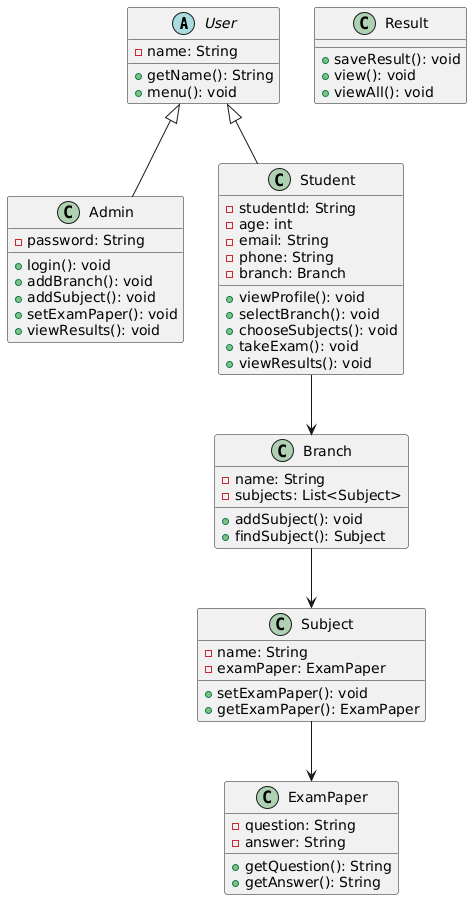 A User
name: String
getName(): String
menu(): void
C Result
saveResult(): void
view(): void
viewAll(): void
C Admin
password: String
login(): void
addBranch(): void
addSubject(): void
setExamPaper(): void
viewResults(): void
C Student
studentId: String
age: int
email: String
phone: String
branch: Branch
viewProfile(): void
selectBranch(): void
chooseSubjects(): void
takeExam(): void
viewResults(): void
C Branch
name: String
subjects: List<Subject>
addSubject(): void
findSubject(): Subject
C Subject
name: String
examPaper: ExamPaper
setExamPaper(): void
getExamPaper(): ExamPaper
C ExamPaper
question: String
answer: String
getQuestion(): String
getAnswer(): String